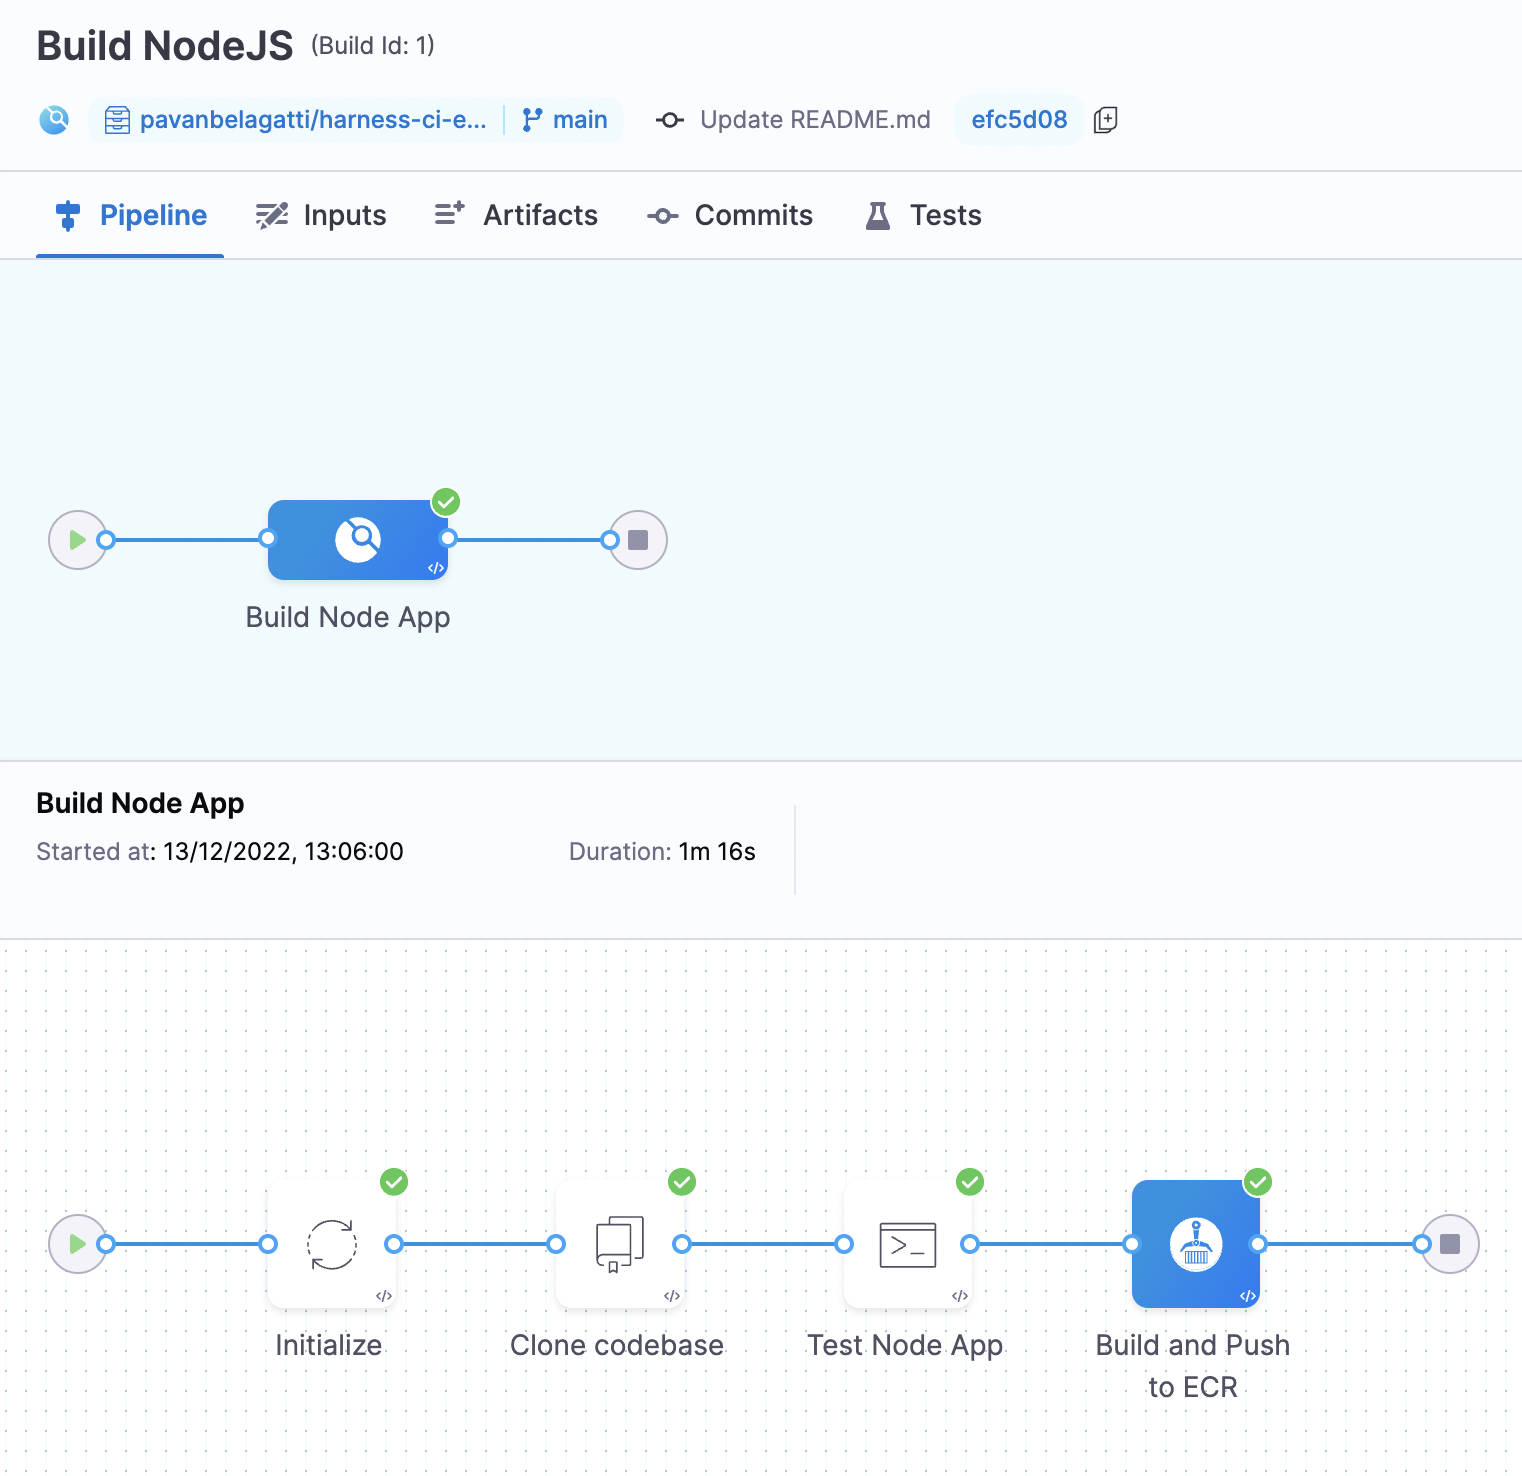 Build NodeJS (Build Id: 1)
pavanbelagatti/harness-ci-e... main Update README.md efc5d08
Pipeline Inputs Artifacts Commits Tests
</>
Build Node App
Build Node App
Started at: 13/12/2022, 13:06:00 Duration: 1m 16s
>_
</> </> </> </>
Initialize Clone codebase Test Node App Build and Push
to ECR